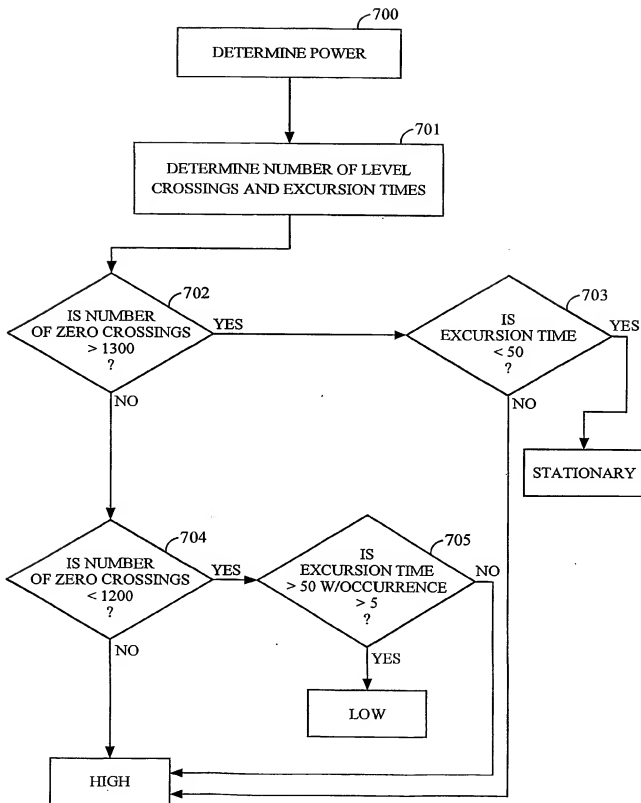 700
DETERMINE POWER
701
DETERMINE NUMBER OF LEVEL
CROSSINGS AND EXCURSION TIMES
702
IS NUMBER
OF ZERO CROSSINGS
> 1300
?
YES
NO
703
IS
EXCURSION TIME
< 50
?
YES
NO
STATIONARY
704
IS NUMBER
OF ZERO CROSSINGS
< 1200
?
YES
NO
705
IS
EXCURSION TIME
> 50 W/OCCURRENCE
> 5
?
NO
YES
LOW
HIGH